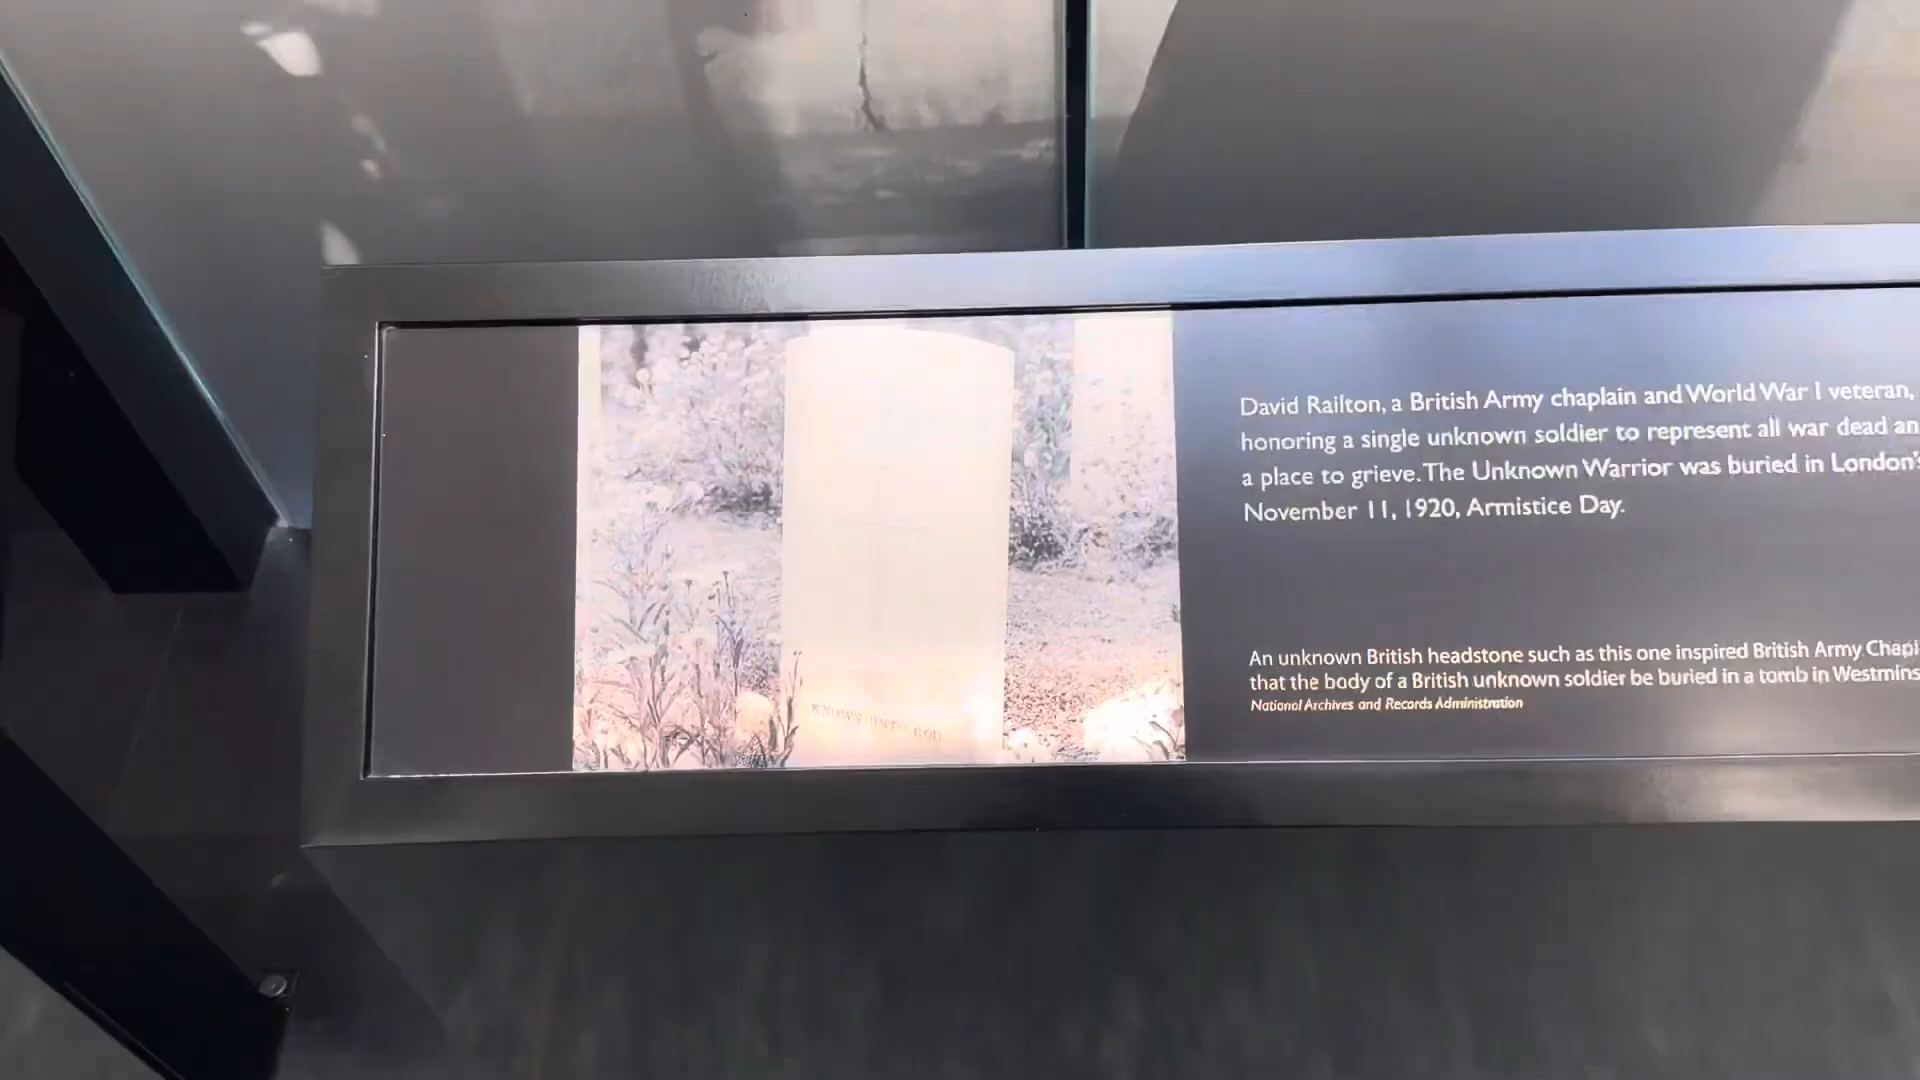 David Railton, a British Army chaplain and World War I veteran,
honoring a single unknown soldier to represent all war dead an
a place to grieve. The Unknown Warrior was buried in London's
November 11, 1920, Armistice Day.
An unknown British headstone such as this one inspired British Army Chapl
that the body of a British unknown soldier be buried in a tomb in Westmins
National Archives and Records Administration
KNOWN UNTO GOD